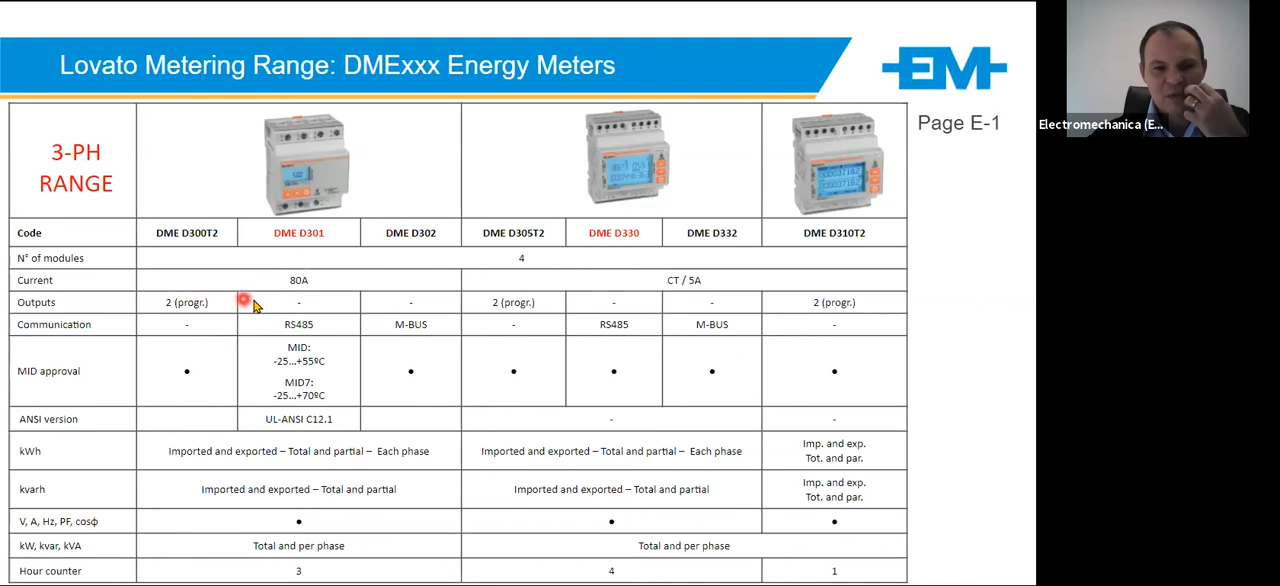 Lovato Metering Range: DMExxx Energy Meters
EM
Page E-1
Electromechanica (E...
3-PH
RANGE
Code DME D300T2 DME D301 DME D302 DME D305T2 DME D330 DME D332 DME D310T2
N° of modules 4
Current 80A CT / 5A
Outputs 2 (progr.) - - 2 (progr.) - - 2 (progr.)
Communication - RS485 M-BUS - RS485 M-BUS -
MID approval • MID:
-25...+55ºC
MID7:
-25...+70ºC • • • • •
ANSI version UL-ANSI C12.1 - -
kWh Imported and exported – Total and partial – Each phase Imported and exported – Total and partial – Each phase Imp. and exp.
Tot. and par.
kvarh Imported and exported – Total and partial Imported and exported – Total and partial Imp. and exp.
Tot. and par.
V, A, Hz, PF, cosϕ • • •
kW, kvar, kVA Total and per phase Total and per phase
Hour counter 3 4 1